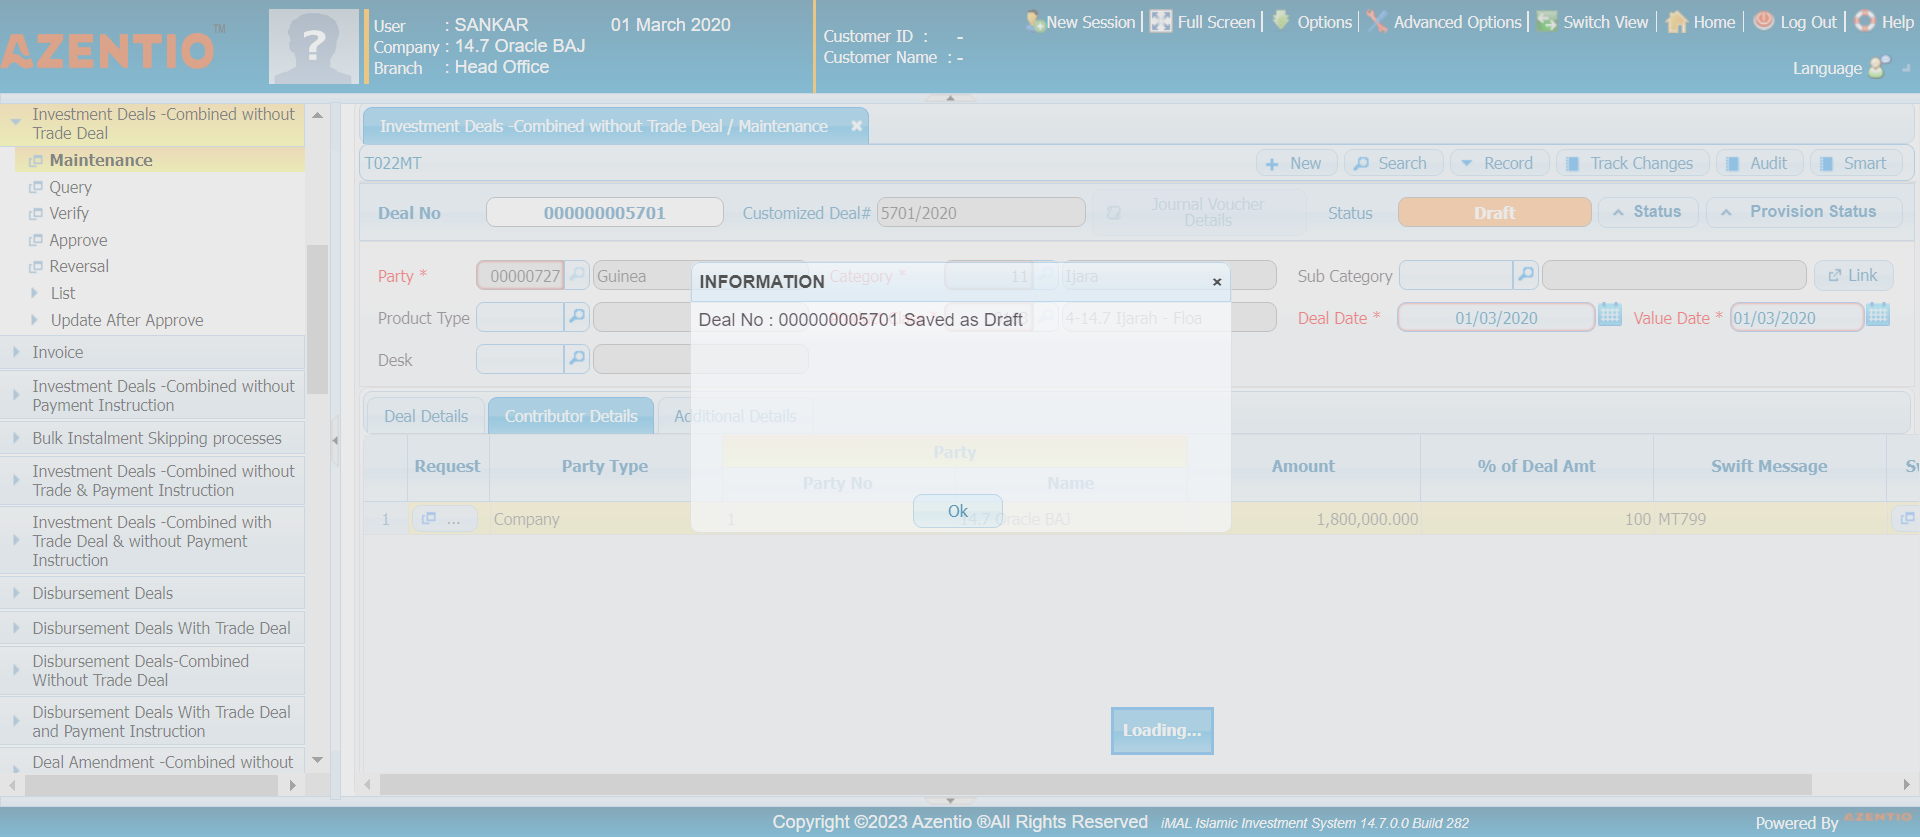 AZENTIO TM
User : SANKAR 01 March 2020
Company : 14.7 Oracle BAJ
Branch : Head Office
Customer ID : -
Customer Name : -
New Session Full Screen Options Advanced Options Switch View Home Log Out Help
Language
Investment Deals -Combined without
Trade Deal
Maintenance
Query
Verify
Approve
Reversal
List
Update After Approve
Invoice
Investment Deals -Combined without
Payment Instruction
Bulk Instalment Skipping processes
Investment Deals -Combined without
Trade & Payment Instruction
Investment Deals -Combined with
Trade Deal & without Payment
Instruction
Disbursement Deals
Disbursement Deals With Trade Deal
Disbursement Deals-Combined
Without Trade Deal
Disbursement Deals With Trade Deal
and Payment Instruction
Deal Amendment -Combined without
Investment Deals -Combined without Trade Deal / Maintenance
T022MT
New Search Record Track Changes Audit Smart
Deal No 000000005701 Customized Deal# 5701/2020 Journal Voucher
Details
Status Draft Status Provision Status
Party * 00000727 Guinea Category * 11 Ijara Sub Category Link
Product Type 4-14.7 Ijarah - Floa Deal Date * 01/03/2020 Value Date * 01/03/2020
Desk
INFORMATION
Deal No : 000000005701 Saved as Draft
Ok
Deal Details Contributor Details Additional Details
Request Party Type Party Amount % of Deal Amt Swift Message
Party No Name
1 ... Company 1 14.7 Oracle BAJ 1,800,000.000 100 MT799
Loading...
Copyright ©2023 Azentio ®All Rights Reserved iMAL Islamic Investment System 14.7.0.0 Build 282
Powered By AZENTIO